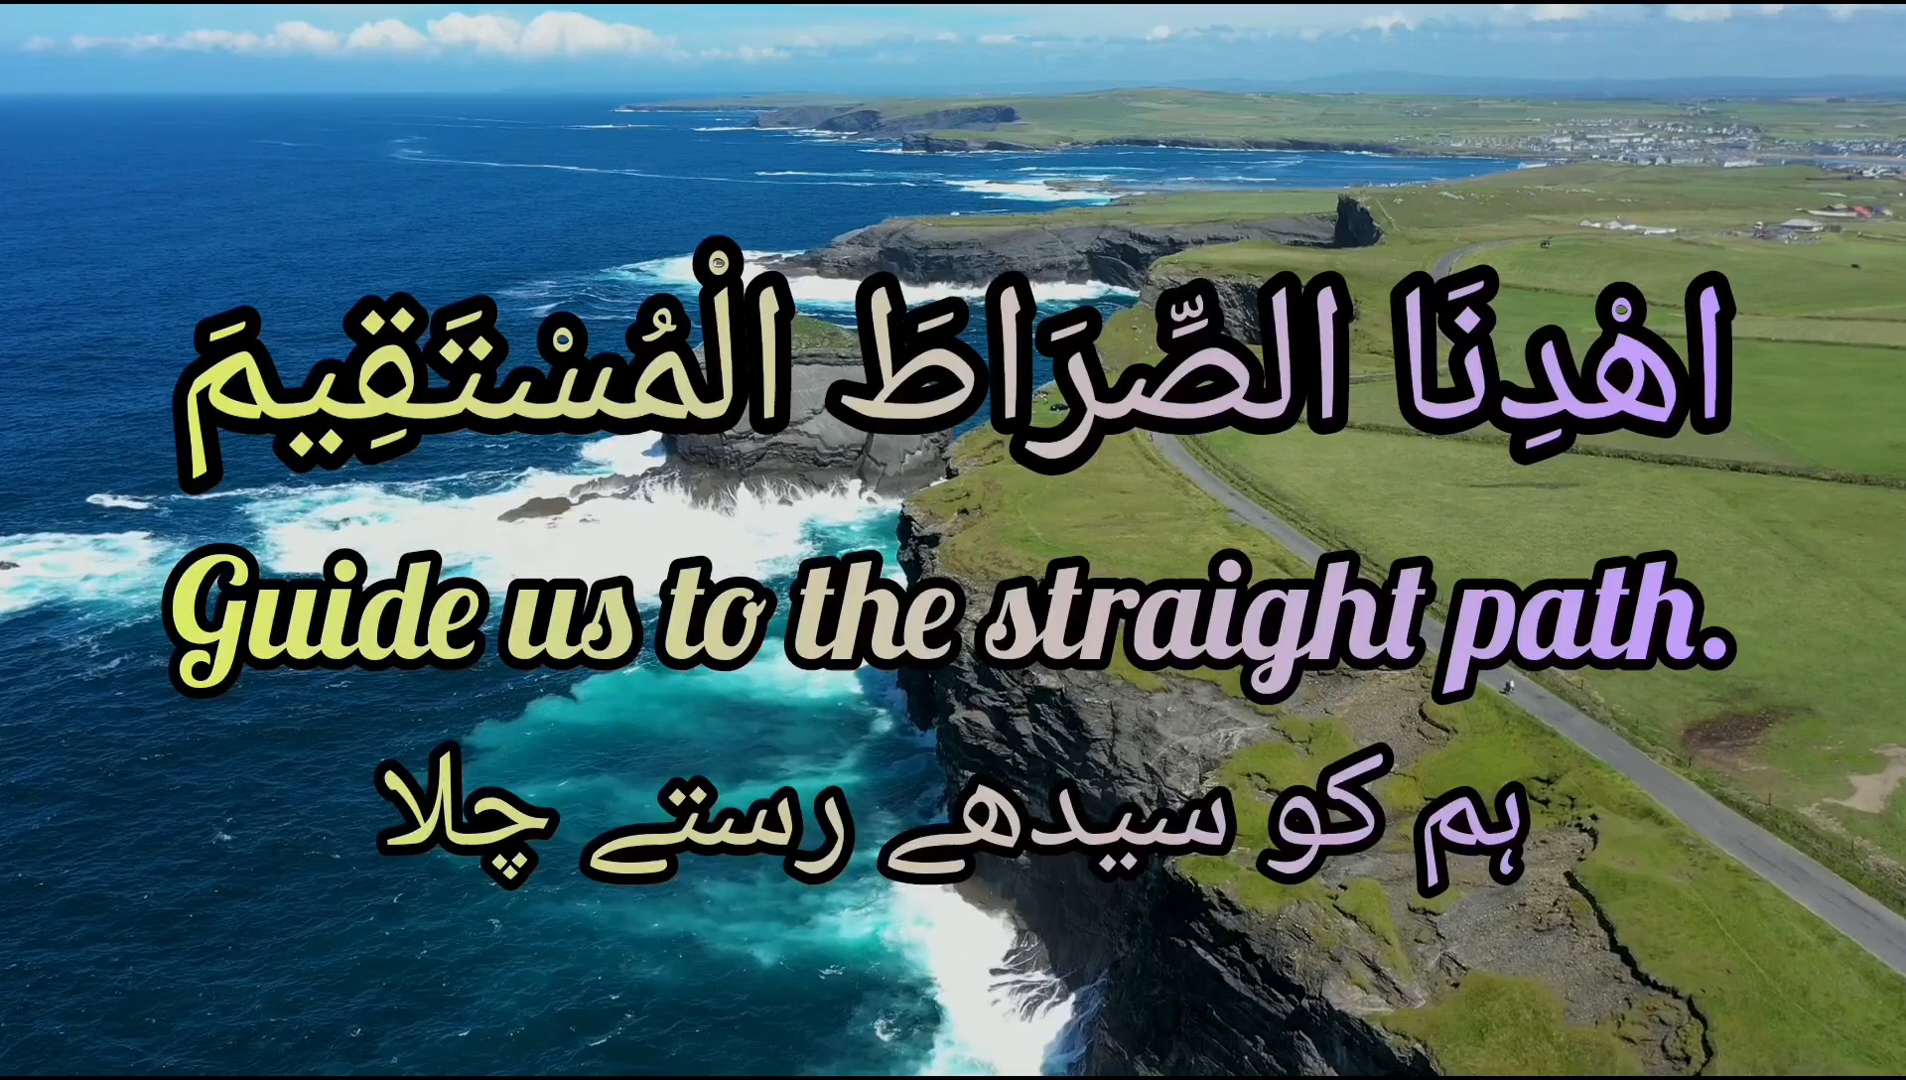 اهْدِنَا الصِّرَاطَ الْمُسْتَقِيمَ
Guide us to the straight path.
ہم کو سیدھے رستے چلا